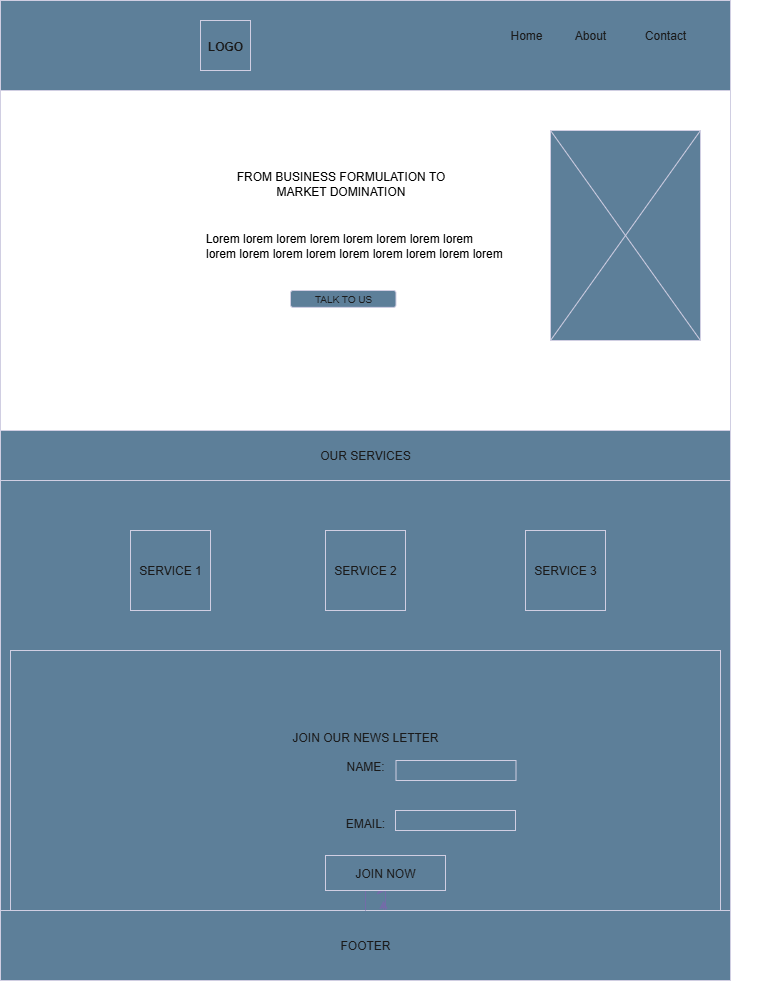 LOGO
Home About Contact
FROM BUSINESS FORMULATION TO
MARKET DOMINATION
Lorem lorem lorem lorem lorem lorem lorem lorem
lorem lorem lorem lorem lorem lorem lorem lorem lorem
TALK TO US
OUR SERVICES
SERVICE 1
SERVICE 2
SERVICE 3
JOIN OUR NEWS LETTER
NAME:
EMAIL:
JOIN NOW
FOOTER